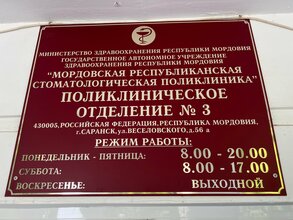 МИНИСТЕРСТВО ЗДРАВООХРАНЕНИЯ РЕСПУБЛИКИ МОРДОВИЯ
ГОСУДАРСТВЕННОЕ АВТОНОМНОЕ УЧРЕЖДЕНИЕ
ЗДРАВООХРАНЕНИЯ РЕСПУБЛИКИ МОРДОВИЯ
"МОРДОВСКАЯ РЕСПУБЛИКАНСКАЯ
СТОМАТОЛОГИЧЕСКАЯ ПОЛИКЛИНИКА"
ПОЛИКЛИНИЧЕСКОЕ
ОТДЕЛЕНИЕ № 3
430005, РОССИЙСКАЯ ФЕДЕРАЦИЯ, РЕСПУБЛИКА МОРДОВИЯ,
г.САРАНСК, ул.ВЕСЕЛОВСКОГО, д.56 а
РЕЖИМ РАБОТЫ:
ПОНЕДЕЛЬНИК - ПЯТНИЦА: 8.00 - 20.00
СУББОТА: 8.00 - 17.00
ВОСКРЕСЕНЬЕ: ВЫХОДНОЙ